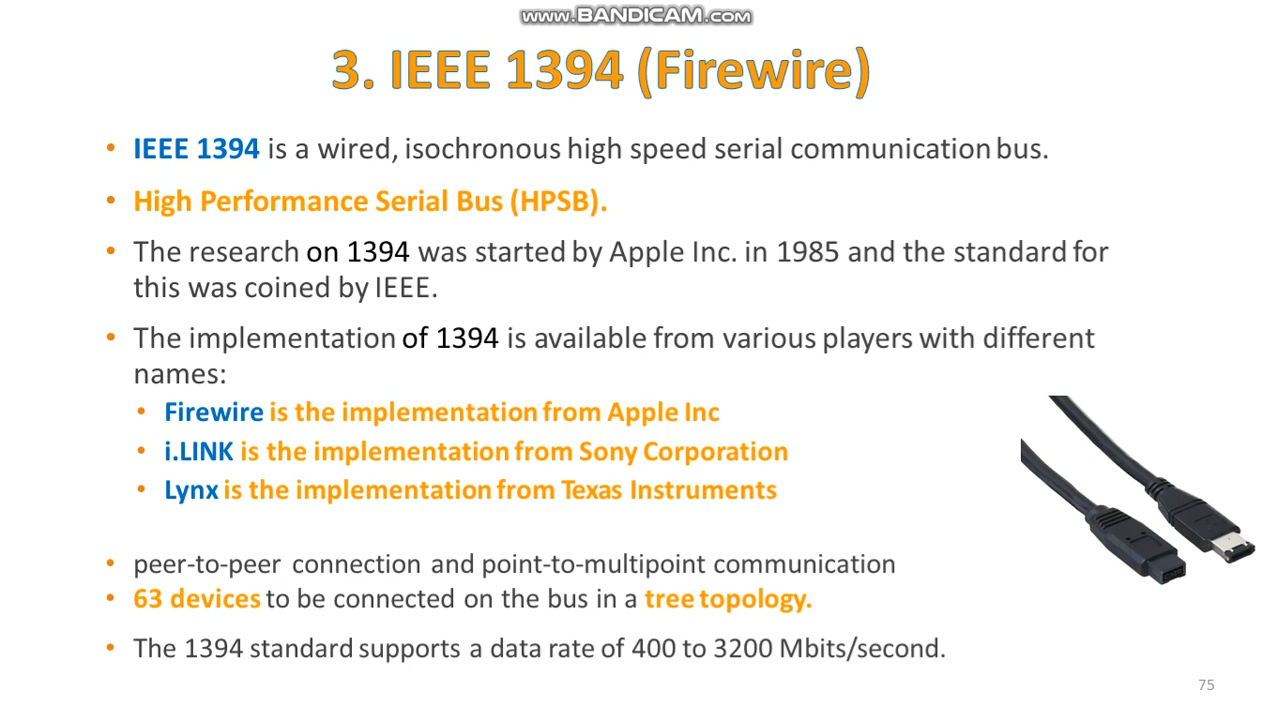 www.BANDICAM.com
3. IEEE 1394 (Firewire)
• IEEE 1394 is a wired, isochronous high speed serial communication bus.
• High Performance Serial Bus (HPSB).
• The research on 1394 was started by Apple Inc. in 1985 and the standard for
this was coined by IEEE.
• The implementation of 1394 is available from various players with different
names:
• Firewire is the implementation from Apple Inc
• i.LINK is the implementation from Sony Corporation
• Lynx is the implementation from Texas Instruments
• peer-to-peer connection and point-to-multipoint communication
• 63 devices to be connected on the bus in a tree topology.
• The 1394 standard supports a data rate of 400 to 3200 Mbits/second.
75